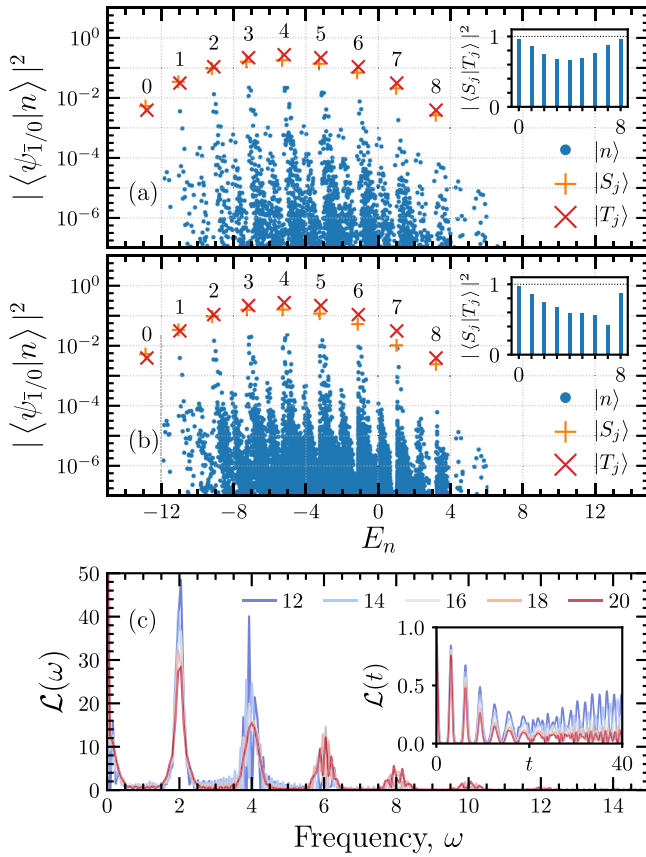 10⁰
10⁻²
10⁻⁴
10⁻⁶
|⟨ψ_{1̄/0}|n⟩|²
(a)
0 1 2 3 4 5 6 7 8
|⟨S_j|T_j⟩|²
1
0
0 8
|n⟩
|S_j⟩
|T_j⟩
10⁰
10⁻²
10⁻⁴
10⁻⁶
|⟨ψ_{1̄/0}|n⟩|²
(b)
0 1 2 3 4 5 6 7 8
|⟨S_j|T_j⟩|²
1
0
0 8
|n⟩
|S_j⟩
|T_j⟩
−12 −8 −4 0 4 8 12
E_n
50
40
30
20
10
0
ℒ(ω)
(c)
12 14 16 18 20
1.0
0.5
0.0
ℒ(t)
0 t 40
0 2 4 6 8 10 12 14
Frequency, ω